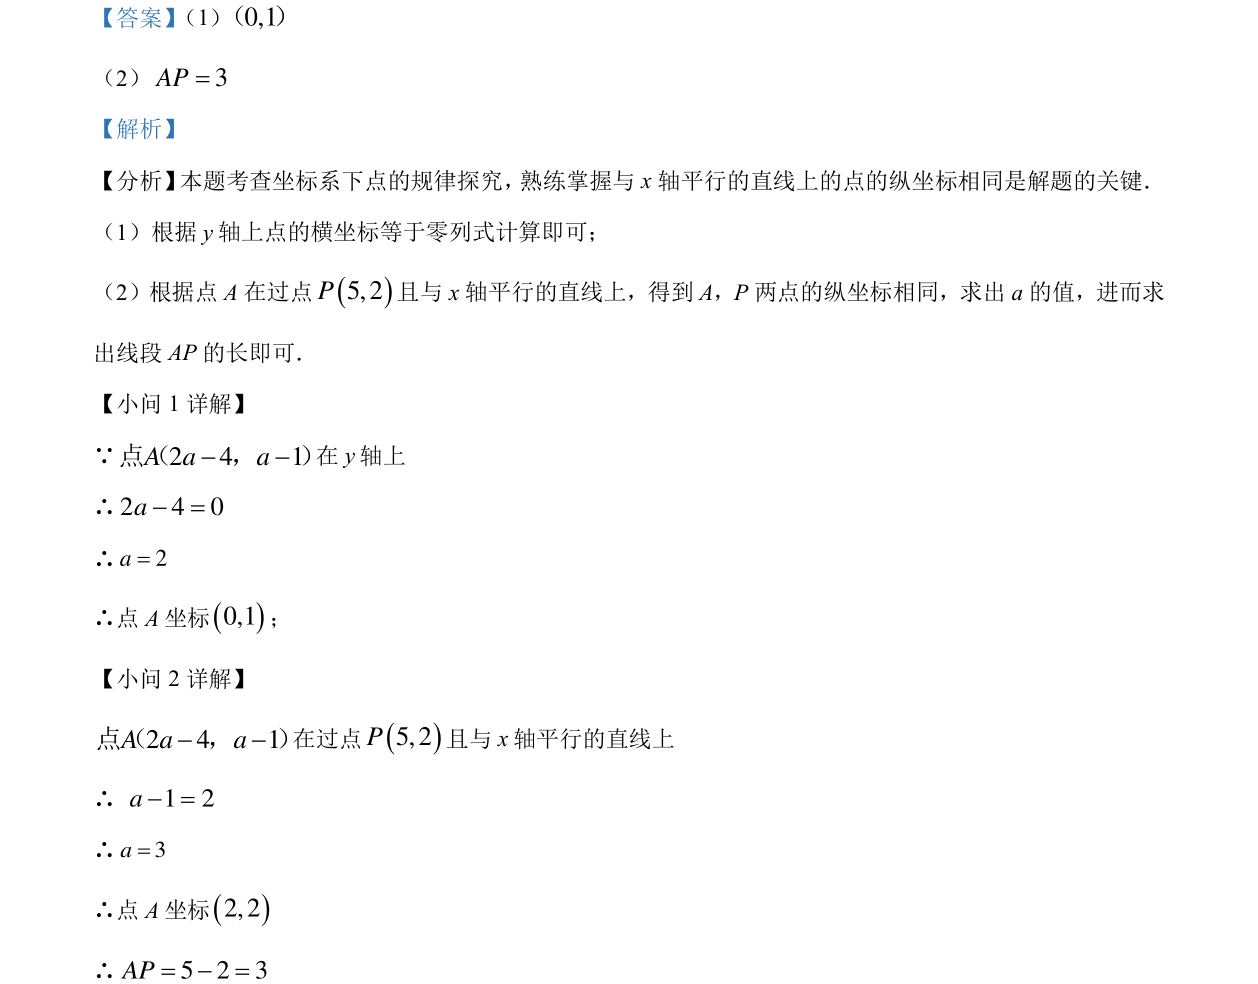 【答案】（1）(0,1)
（2） AP = 3
【解析】
【分析】本题考查坐标系下点的规律探究，熟练掌握与 x 轴平行的直线上的点的纵坐标相同是解题的关键．
（1）根据 y 轴上点的横坐标等于零列式计算即可；
（2）根据点 A 在过点 P(5,2) 且与 x 轴平行的直线上，得到 A，P 两点的纵坐标相同，求出 a 的值，进而求
出线段 AP 的长即可．
【小问 1 详解】
∵ 点A(2a－4，a－1) 在 y 轴上
∴ 2a－4 = 0
∴ a = 2
∴点 A 坐标 (0,1)；
【小问 2 详解】
点A(2a－4，a－1) 在过点 P(5,2) 且与 x 轴平行的直线上
∴ a－1 = 2
∴ a = 3
∴点 A 坐标 (2,2)
∴ AP = 5－2 = 3